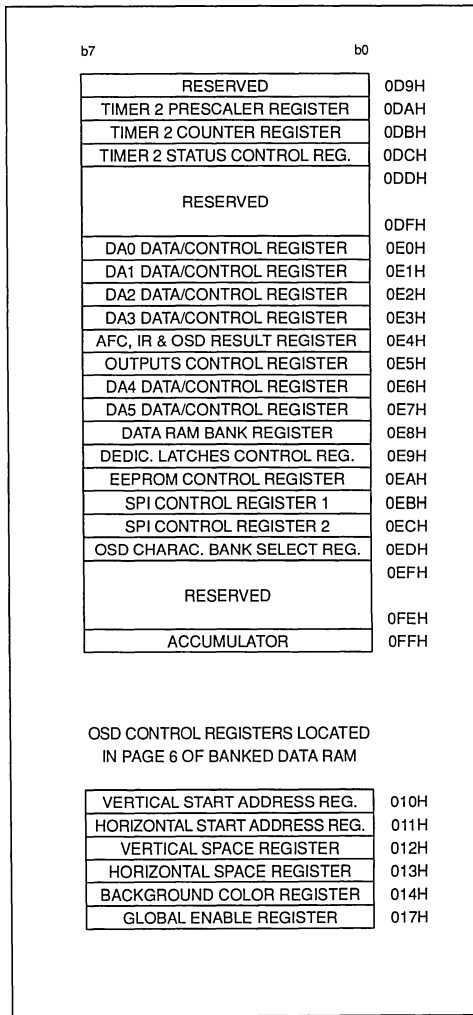 b7 b0
RESERVED 0D9H
TIMER 2 PRESCALER REGISTER 0DAH
TIMER 2 COUNTER REGISTER 0DBH
TIMER 2 STATUS CONTROL REG. 0DCH
0DDH
RESERVED
0DFH
DA0 DATA/CONTROL REGISTER 0E0H
DA1 DATA/CONTROL REGISTER 0E1H
DA2 DATA/CONTROL REGISTER 0E2H
DA3 DATA/CONTROL REGISTER 0E3H
AFC, IR & OSD RESULT REGISTER 0E4H
OUTPUTS CONTROL REGISTER 0E5H
DA4 DATA/CONTROL REGISTER 0E6H
DA5 DATA/CONTROL REGISTER 0E7H
DATA RAM BANK REGISTER 0E8H
DEDIC. LATCHES CONTROL REG. 0E9H
EEPROM CONTROL REGISTER 0EAH
SPI CONTROL REGISTER 1 0EBH
SPI CONTROL REGISTER 2 0ECH
OSD CHARAC. BANK SELECT REG. 0EDH
0EFH
RESERVED
0FEH
ACCUMULATOR 0FFH
OSD CONTROL REGISTERS LOCATED
IN PAGE 6 OF BANKED DATA RAM
VERTICAL START ADDRESS REG. 010H
HORIZONTAL START ADDRESS REG. 011H
VERTICAL SPACE REGISTER 012H
HORIZONTAL SPACE REGISTER 013H
BACKGROUND COLOR REGISTER 014H
GLOBAL ENABLE REGISTER 017H